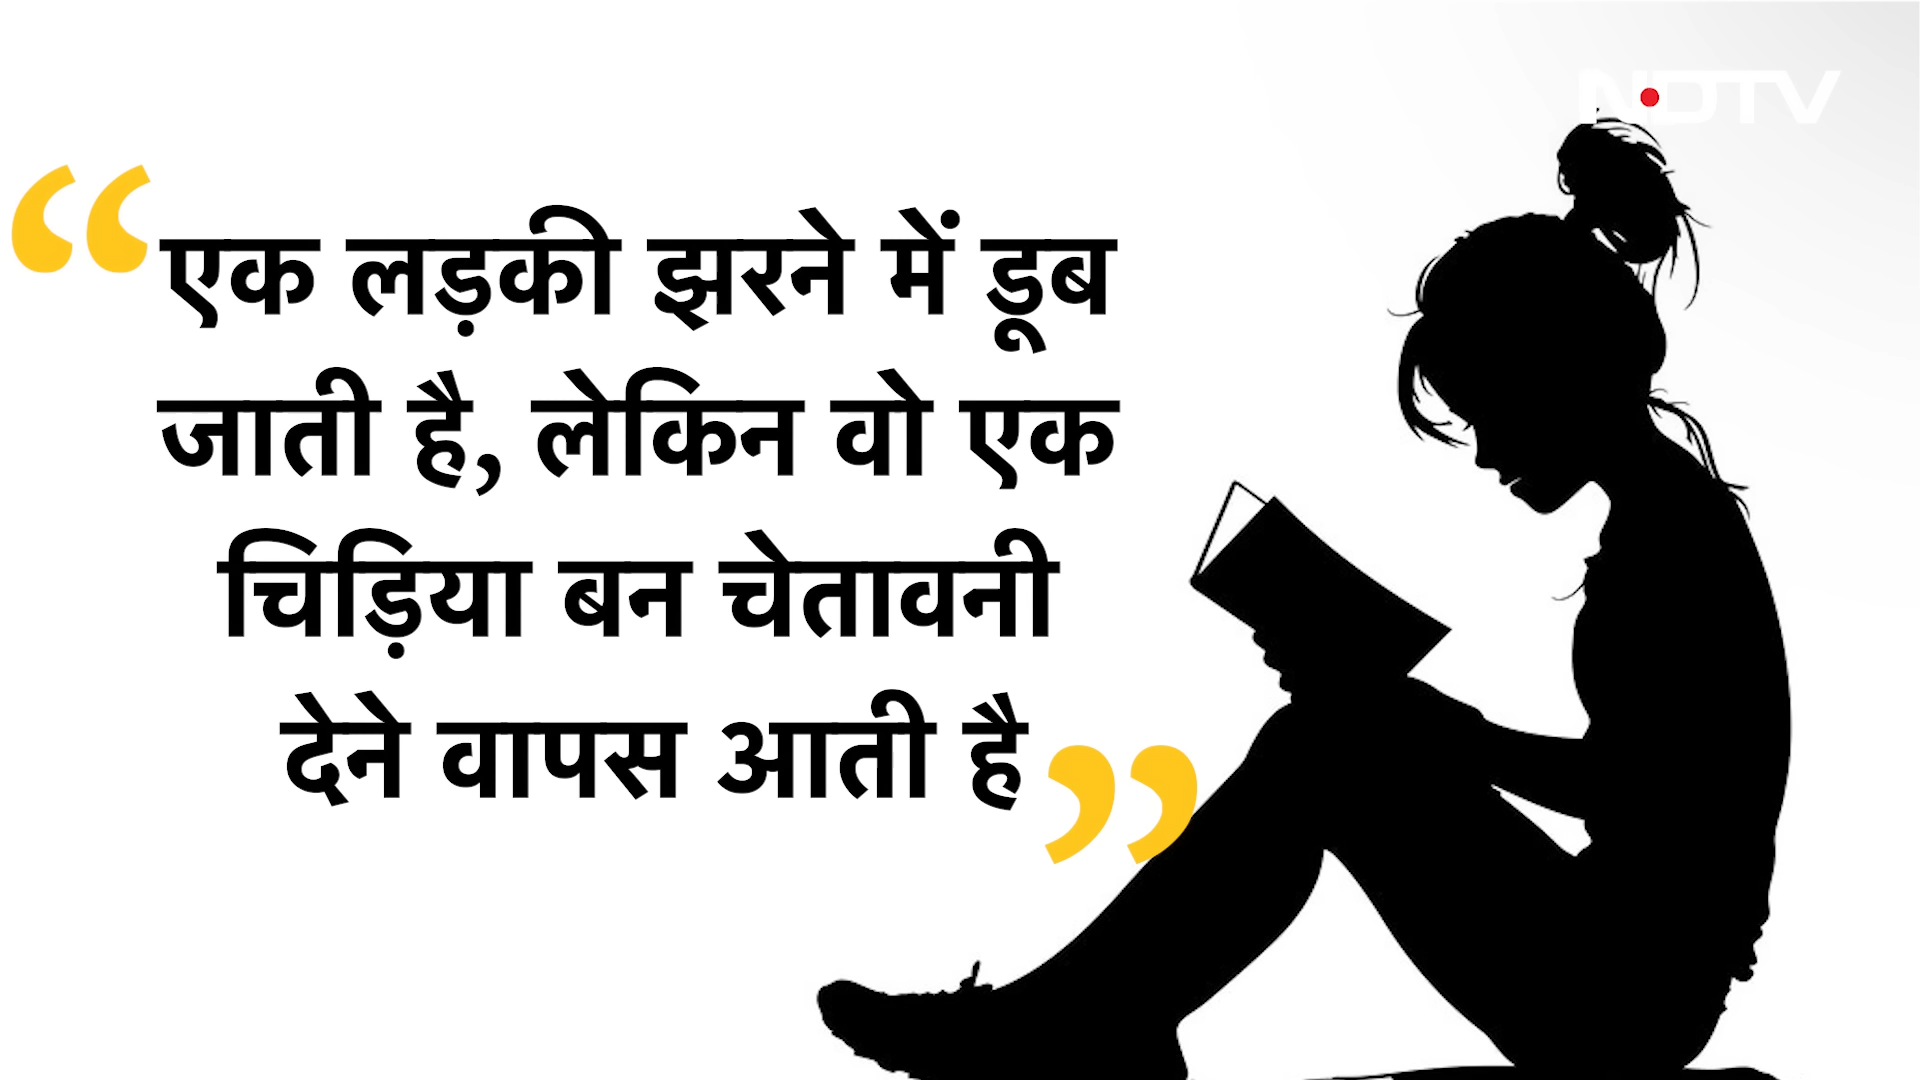 NDTV
“एक लड़की झरने में डूब
जाती है, लेकिन वो एक
चिड़िया बन चेतावनी
देने वापस आती है”